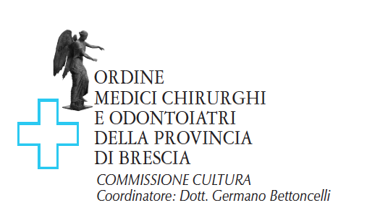 ORDINE
MEDICI CHIRURGHI
E ODONTOIATRI
DELLA PROVINCIA
DI BRESCIA
COMMISSIONE CULTURA
Coordinatore: Dott. Germano Bettoncelli